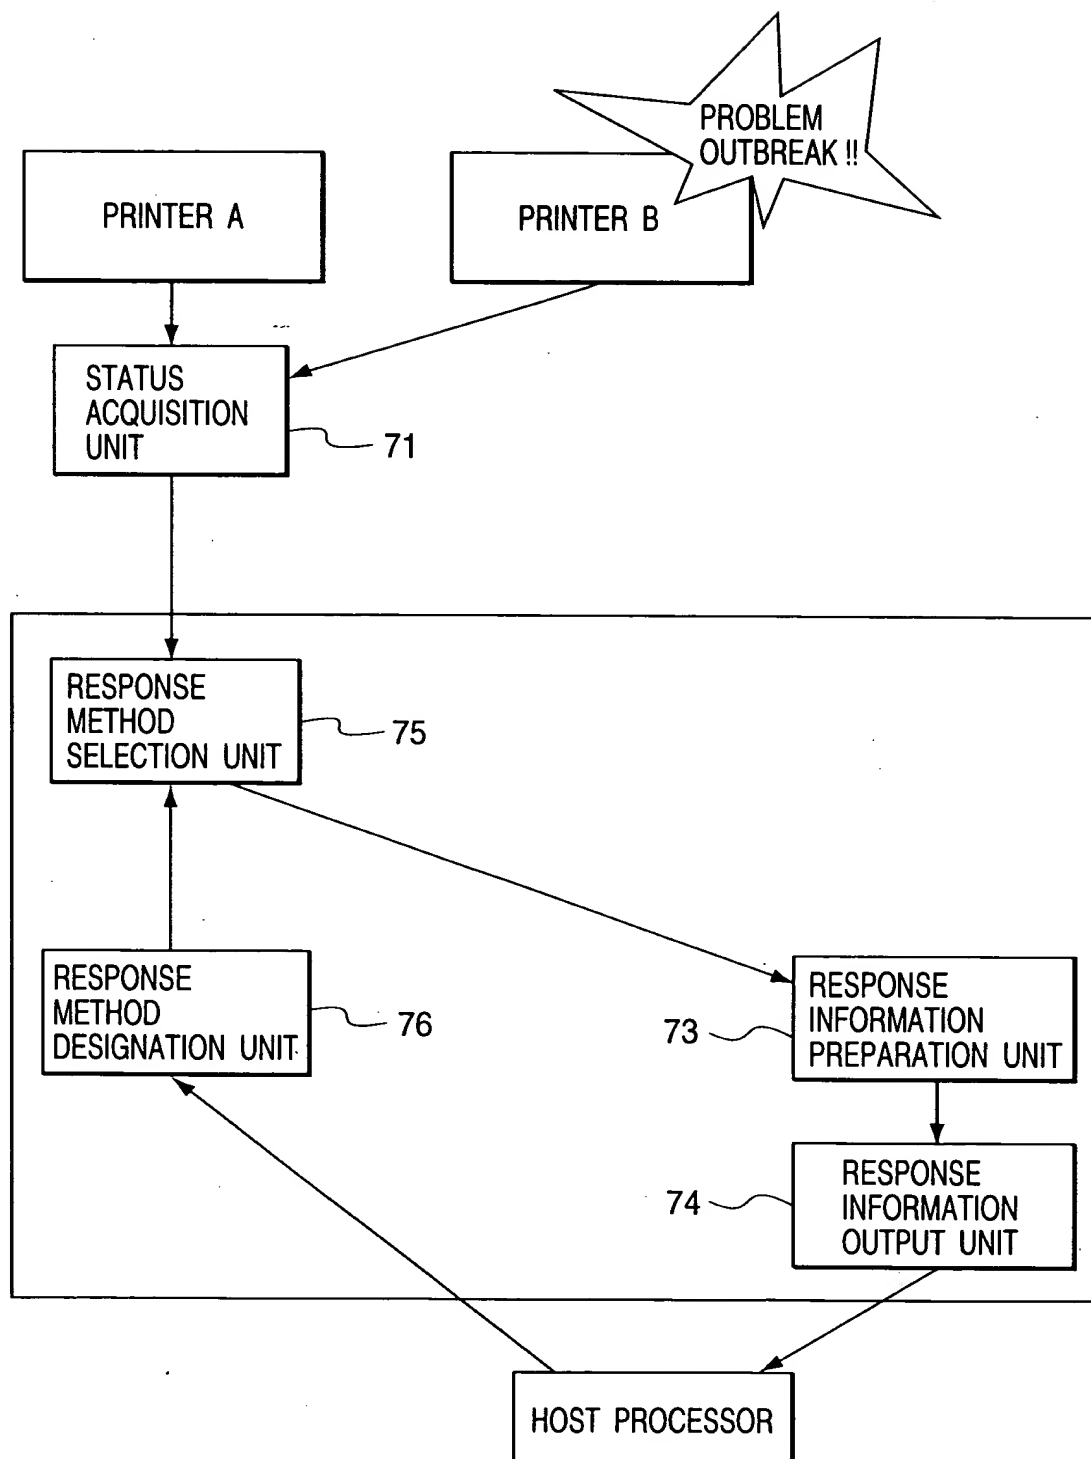 PROBLEM
OUTBREAK !!
PRINTER A
PRINTER B
STATUS
ACQUISITION
UNIT
71
RESPONSE
METHOD
SELECTION UNIT
75
RESPONSE
METHOD
DESIGNATION UNIT
76
73
RESPONSE
INFORMATION
PREPARATION UNIT
74
RESPONSE
INFORMATION
OUTPUT UNIT
HOST PROCESSOR